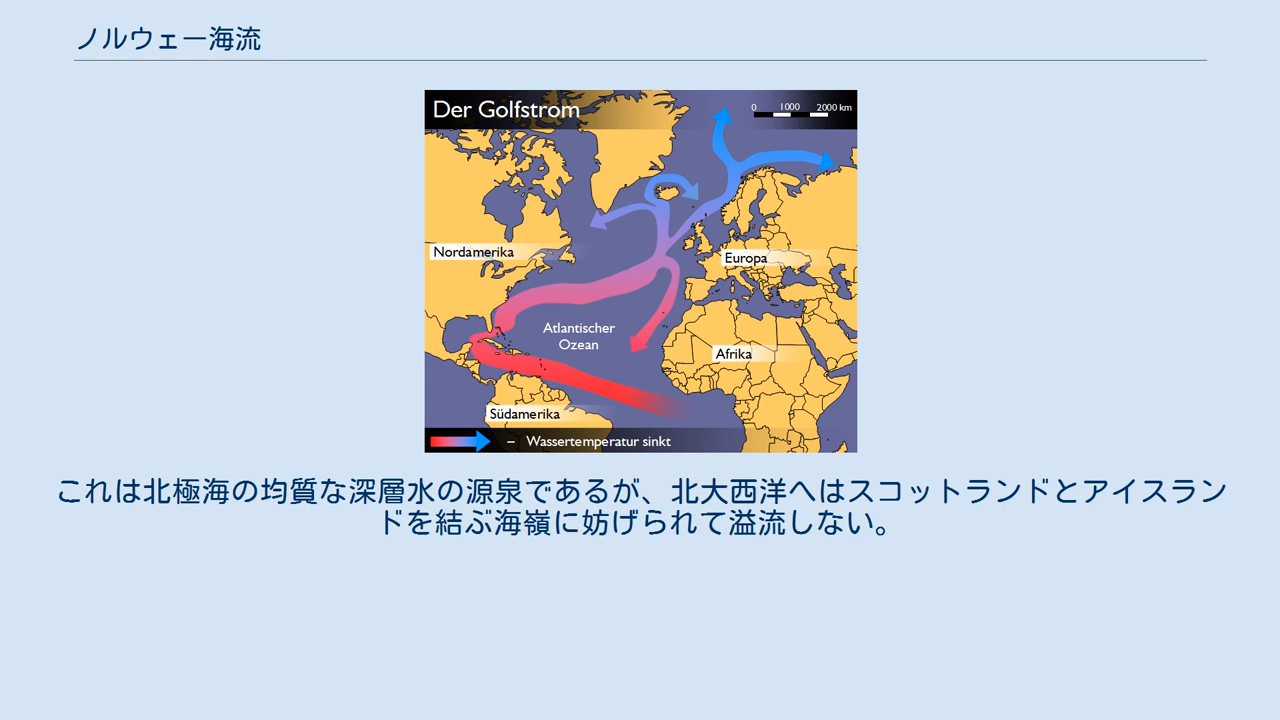 ノルウェー海流
Der Golfstrom
0 1000 2000 km
Nordamerika
Europa
Atlantischer
Ozean
Afrika
Südamerika
– Wassertemperatur sinkt
これは北極海の均質な深層水の源泉であるが、北大西洋へはスコットランドとアイスラン
ドを結ぶ海嶺に妨げられて溢流しない。